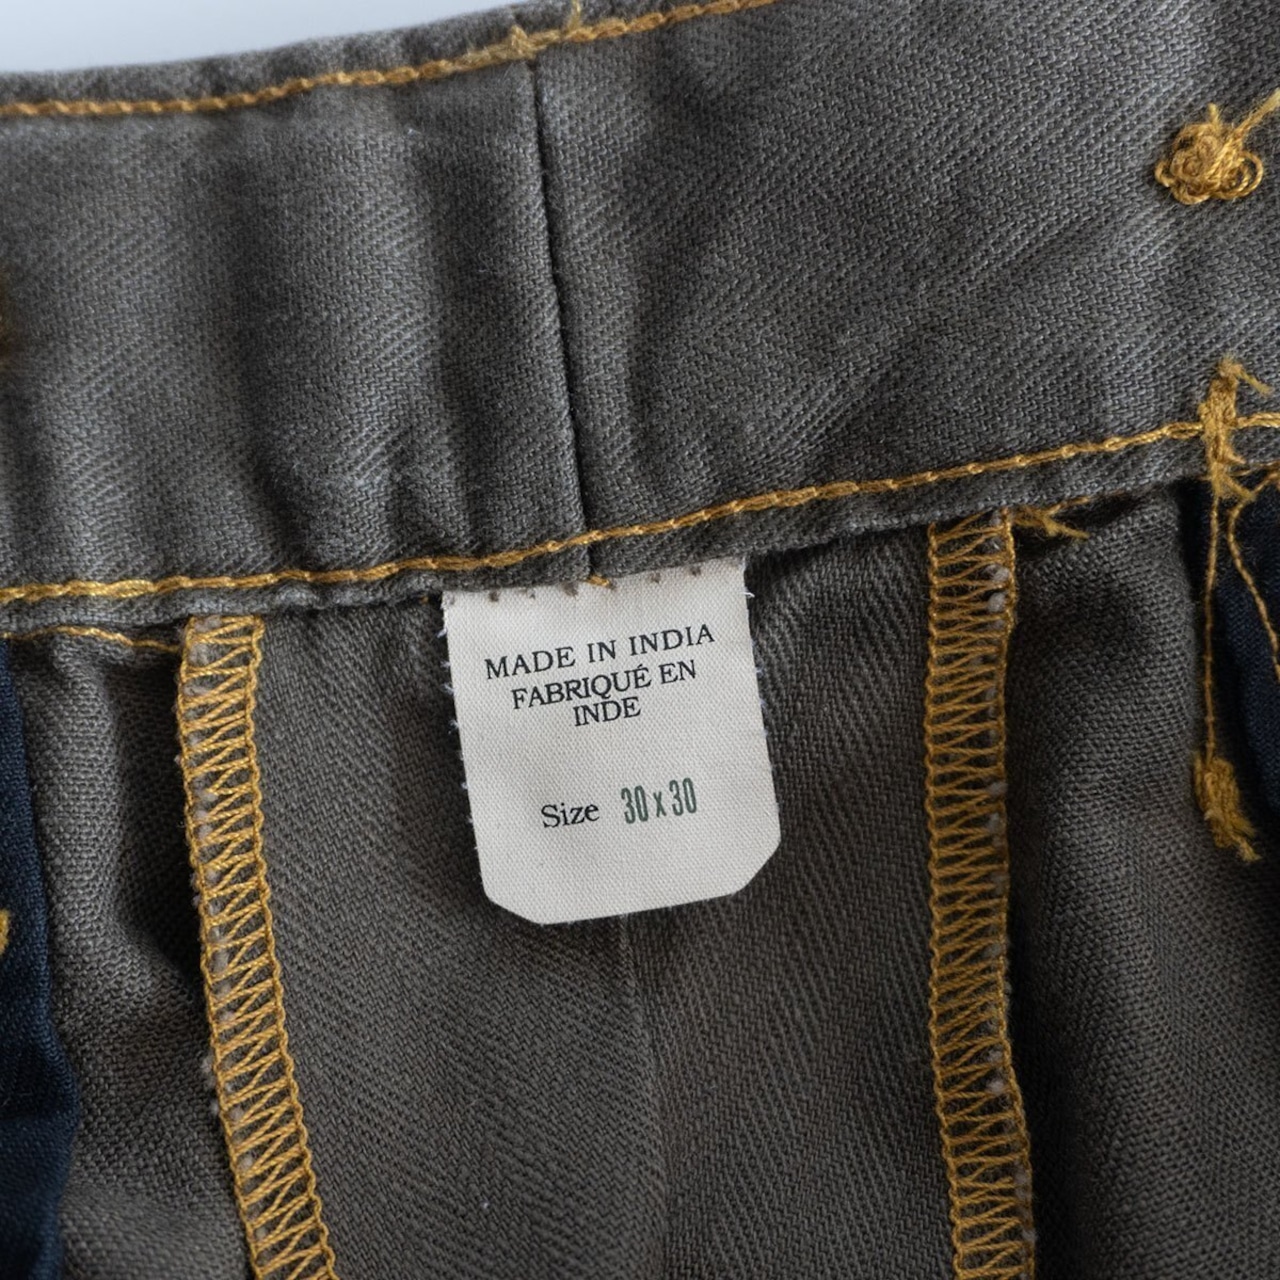 MADE IN INDIA
FABRIQUÉ EN
INDE
Size 30 x 30